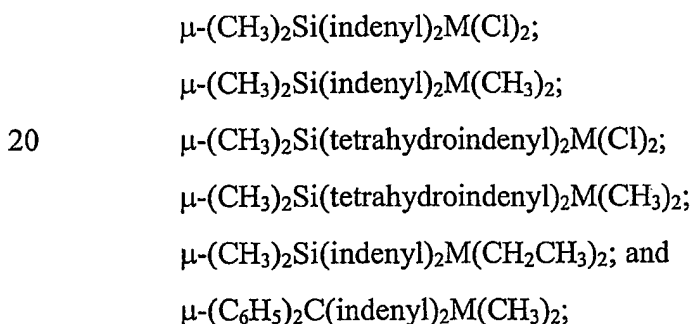 μ-(CH₃)₂Si(indenyl)₂M(Cl)₂;
μ-(CH₃)₂Si(indenyl)₂M(CH₃)₂;
20 μ-(CH₃)₂Si(tetrahydroindenyl)₂M(Cl)₂;
μ-(CH₃)₂Si(tetrahydroindenyl)₂M(CH₃)₂;
μ-(CH₃)₂Si(indenyl)₂M(CH₂CH₃)₂; and
μ-(C₆H₅)₂C(indenyl)₂M(CH₃)₂;